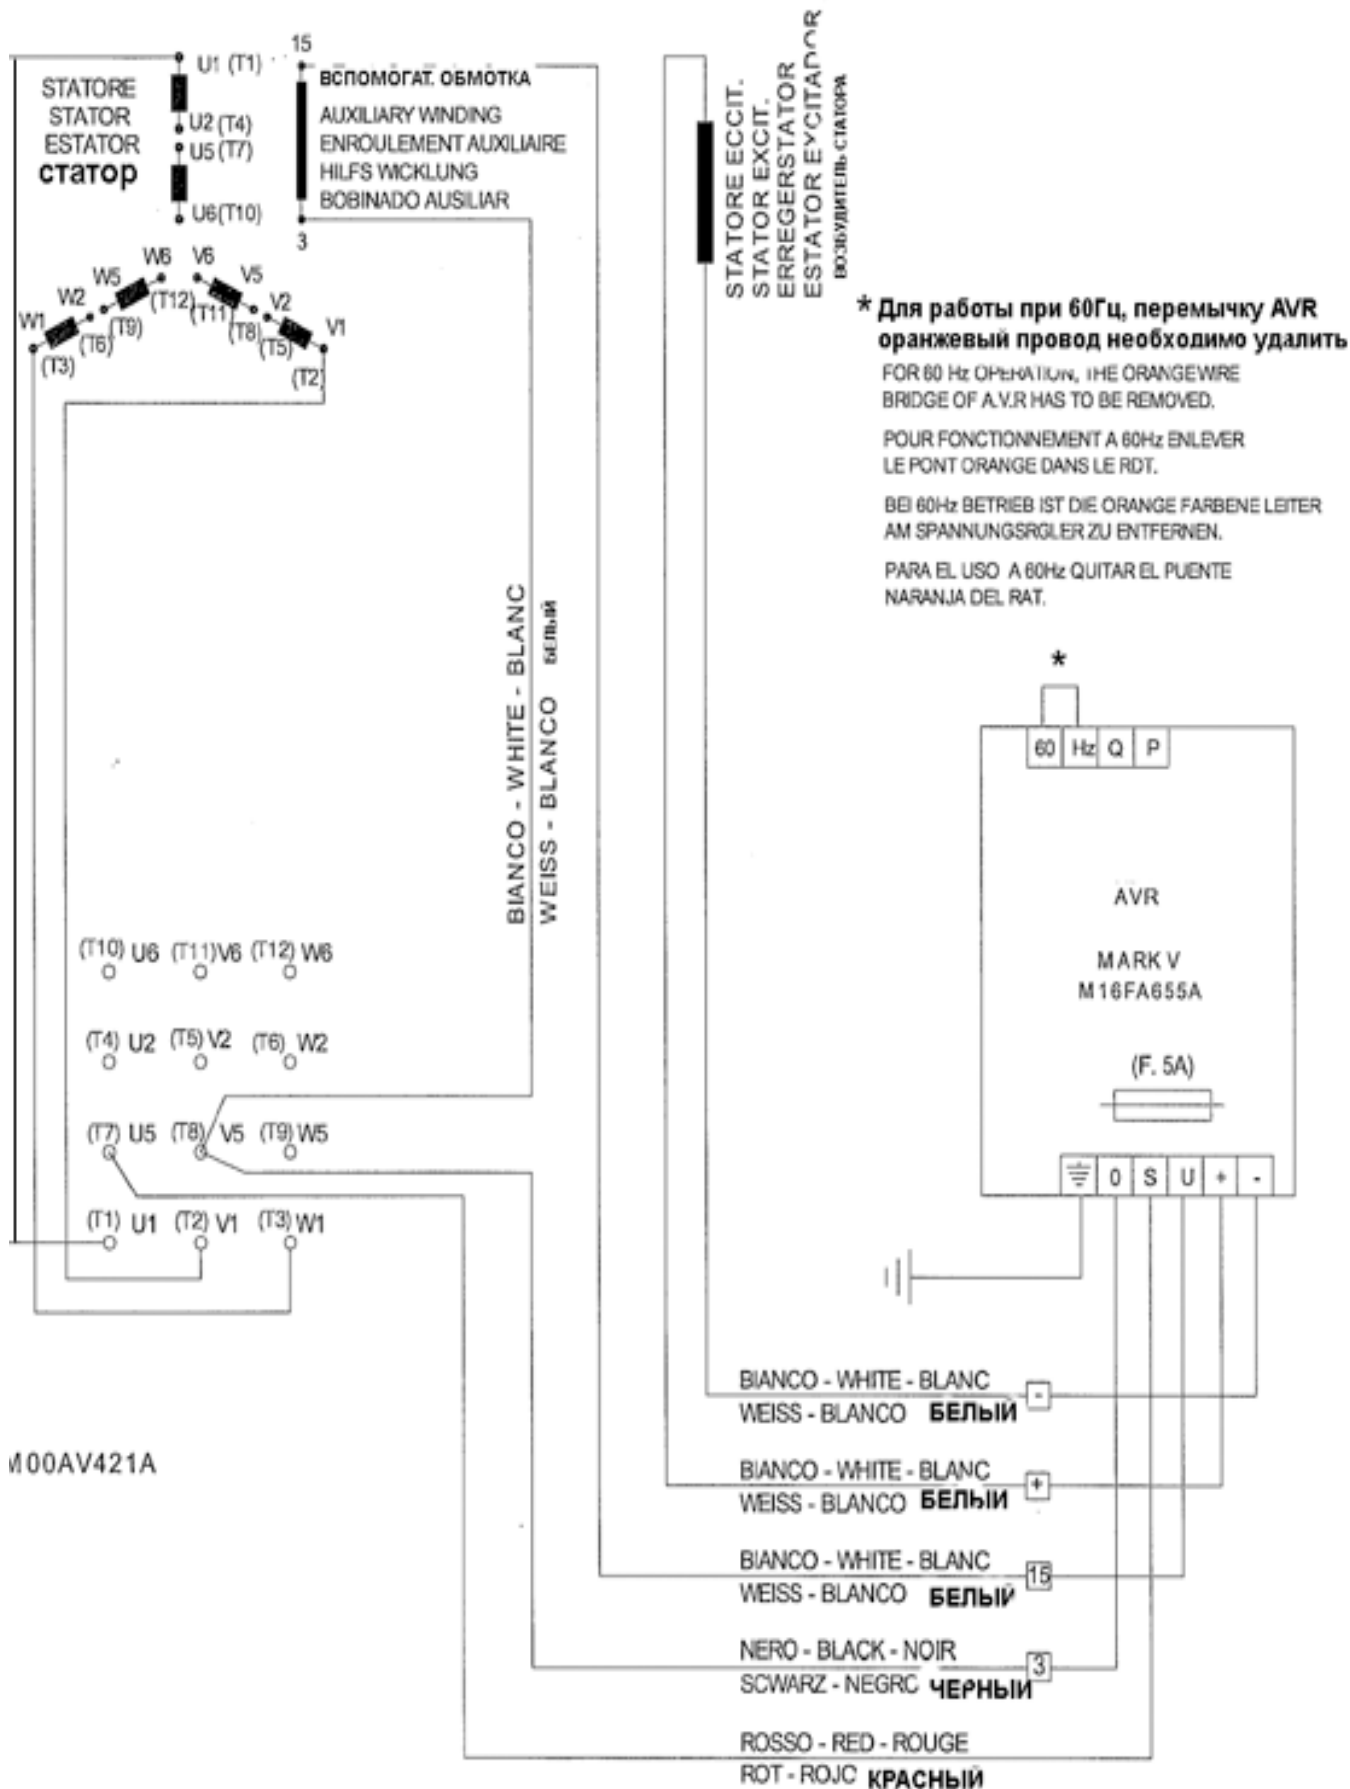 STATORE
STATOR
ESTATOR
статор
U1 (T1)
U2 (T4)
U5 (T7)
U6(T10)
15
ВСПОМОГАТ. ОБМОТКА
AUXILIARY WINDING
ENROULEMENT AUXILIAIRE
HILFS WICKLUNG
BOBINADO AUSILIAR
3
W6
V6
W5
(T12)
V5
W2
(T9)
(T11)
V2
W1
(T6)
(T8)
V1
(T3)
(T5)
(T2)
STATORE ECCIT.
STATOR EXCIT.
ERREGERSTATOR
ESTATOR EYCITADOR
ВОЗБУДИТЕЛЬ СТАТОРА
* Для работы при 60Гц, перемычку AVR
оранжевый провод необходимо удалить
FOR 60 Hz OPERATION, THE ORANGE WIRE
BRIDGE OF A.V.R HAS TO BE REMOVED.
POUR FONCTIONNEMENT A 60Hz ENLEVER
LE PONT ORANGE DANS LE RDT.
BEI 60Hz BETRIEB IST DIE ORANGE FARBENE LEITER
AM SPANNUNGSRGLER ZU ENTFERNEN.
PARA EL USO A 60Hz QUITAR EL PUENTE
NARANJA DEL RAT.
BIANCO - WHITE - BLANC
WEISS - BLANCO БЕЛЫЙ
*
60 Hz Q P
AVR
MARK V
M16FA655A
(F. 5A)
0 S U + -
(T10) U6 (T11) V6 (T12) W6
(T4) U2 (T5) V2 (T6) W2
(T7) U5 (T8) V5 (T9) W5
(T1) U1 (T2) V1 (T3) W1
M00AV421A
BIANCO - WHITE - BLANC
-
WEISS - BLANCO БЕЛЫЙ
BIANCO - WHITE - BLANC
+
WEISS - BLANCO БЕЛЫЙ
BIANCO - WHITE - BLANC
15
WEISS - BLANCO БЕЛЫЙ
NERO - BLACK - NOIR
3
SCWARZ - NEGRO ЧЕРНЫЙ
ROSSO - RED - ROUGE
ROT - ROJO КРАСНЫЙ